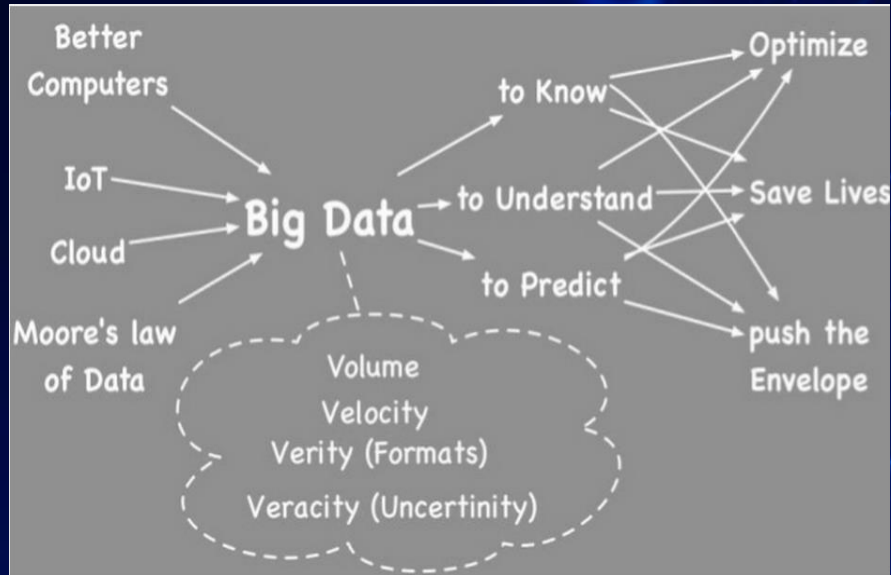 Better
Computers
IoT
Cloud
Moore's law
of Data
Big Data
to Know
to Understand
to Predict
Optimize
Save Lives
push the
Envelope
Volume
Velocity
Verity (Formats)
Veracity (Uncertinity)